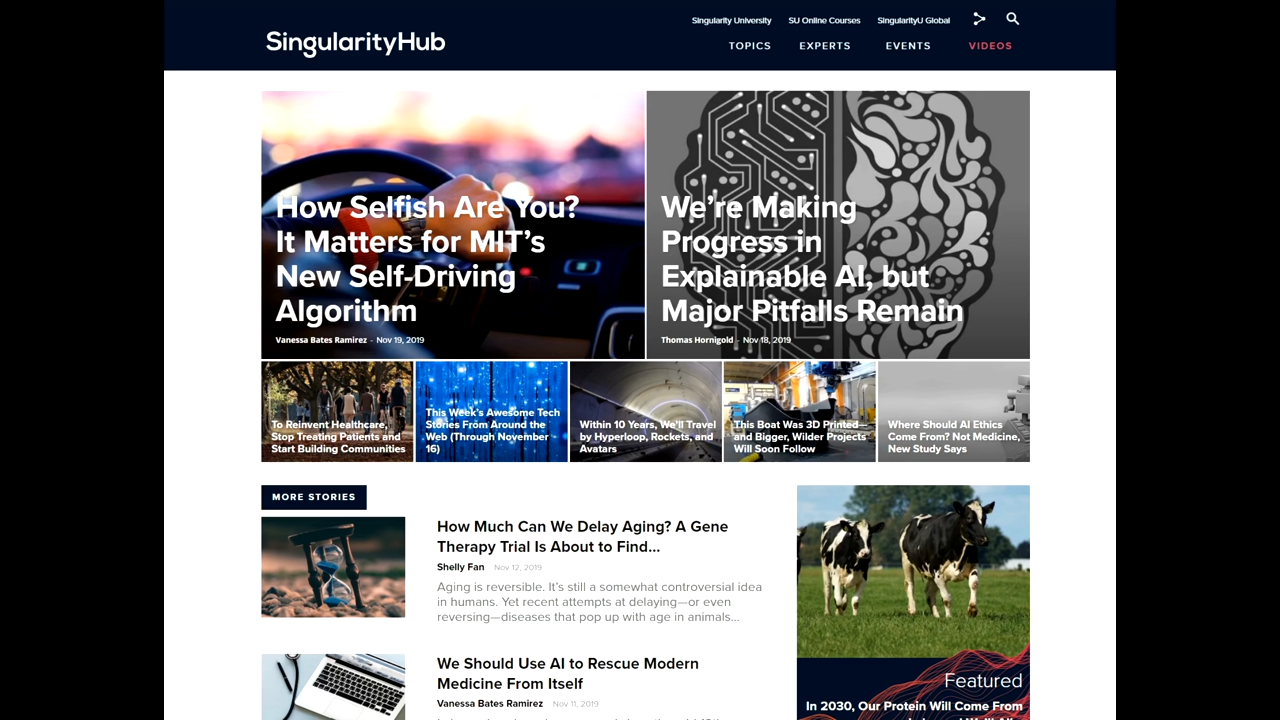 Singularity University SU Online Courses SingularityU Global
SingularityHub
TOPICS EXPERTS EVENTS VIDEOS
How Selfish Are You?
It Matters for MIT's
New Self-Driving
Algorithm
Vanessa Bates Ramirez - Nov 19, 2019
We're Making
Progress in
Explainable AI, but
Major Pitfalls Remain
Thomas Hornigold - Nov 18, 2019
To Reinvent Healthcare,
Stop Treating Patients and
Start Building Communities
This Week's Awesome Tech
Stories From Around the
Web (Through November
16)
Within 10 Years, We'll Travel
by Hyperloop, Rockets, and
Avatars
This Boat Was 3D Printed—
and Bigger, Wilder Projects
Will Soon Follow
Where Should AI Ethics
Come From? Not Medicine,
New Study Says
MORE STORIES
How Much Can We Delay Aging? A Gene
Therapy Trial Is About to Find...
Shelly Fan Nov 12, 2019
Aging is reversible. It's still a somewhat controversial idea
in humans. Yet recent attempts at delaying—or even
reversing—diseases that pop up with age in animals...
We Should Use AI to Rescue Modern
Medicine From Itself
Vanessa Bates Ramirez Nov 11, 2019
Featured
In 2030, Our Protein Will Come From